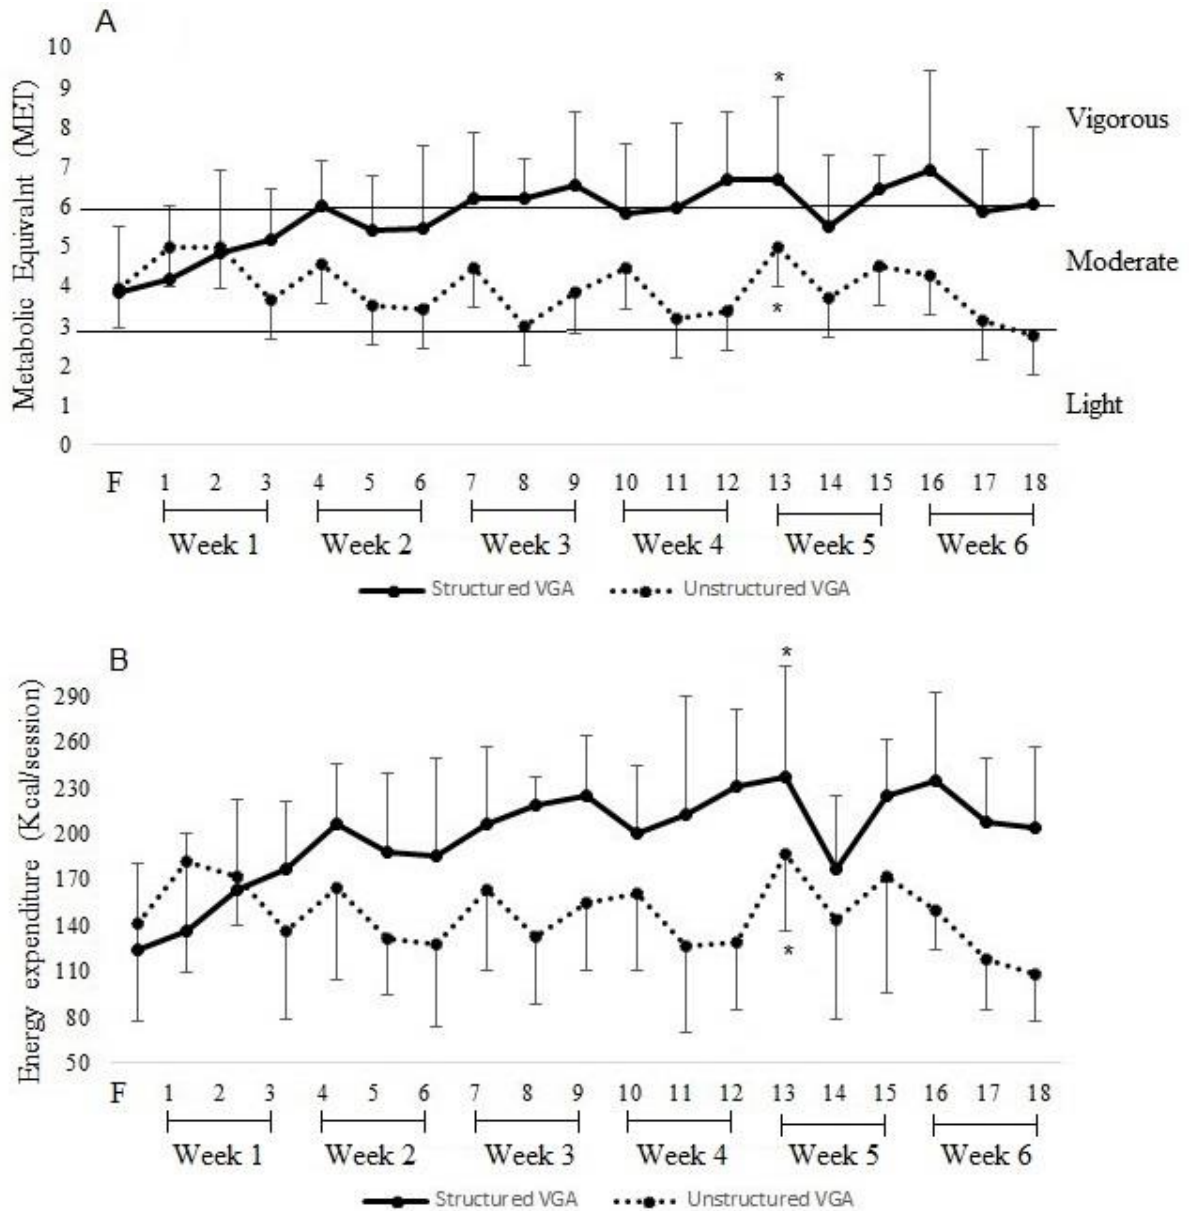 A
Metabolic Equivalnt (MET)
10
9
8
7
6
5
4
3
2
1
0
*
*
Vigorous
Moderate
Light
F 1 2 3 4 5 6 7 8 9 10 11 12 13 14 15 16 17 18
Week 1 Week 2 Week 3 Week 4 Week 5 Week 6
Structured VGA Unstructured VGA
B
Energy expenditure (Kcal/session)
290
260
230
200
170
140
110
80
50
*
*
F 1 2 3 4 5 6 7 8 9 10 11 12 13 14 15 16 17 18
Week 1 Week 2 Week 3 Week 4 Week 5 Week 6
Structured VGA Unstructured VGA